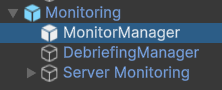 Monitoring
MonitorManager
DebriefingManager
Server Monitoring